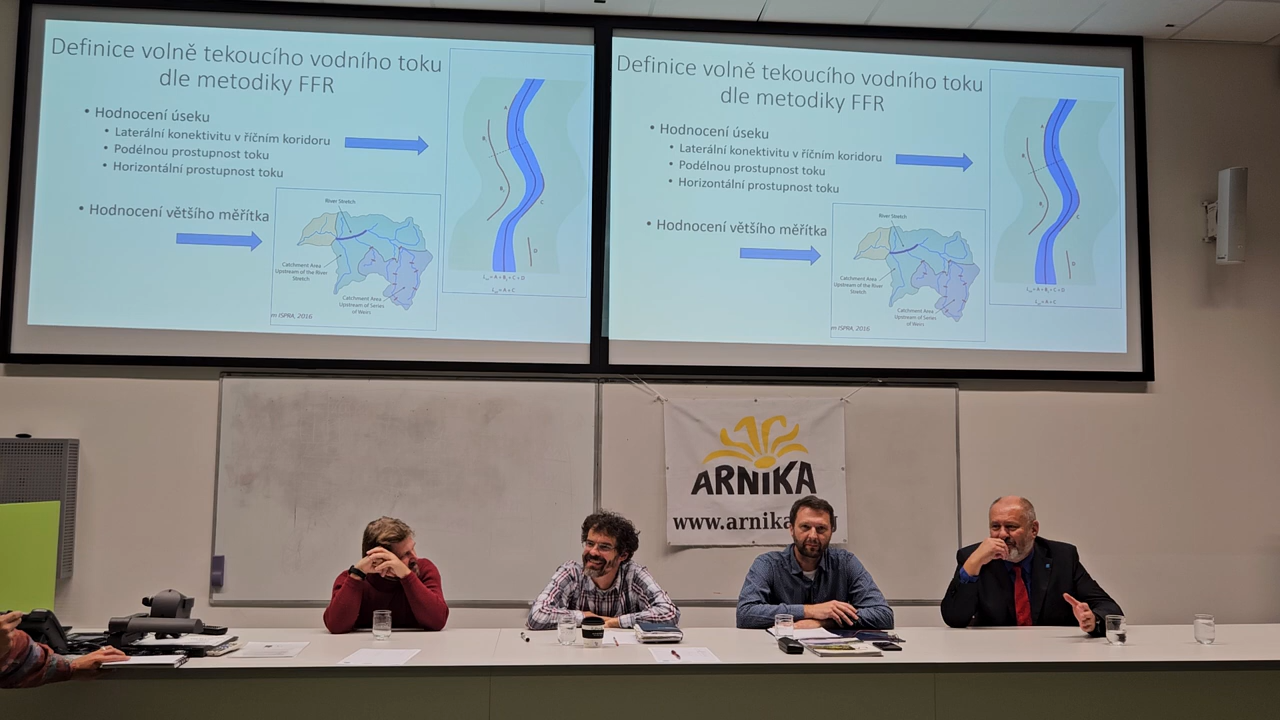 Definice volně tekoucího vodního toku
dle metodiky FFR
• Hodnocení úseku
• Laterální konektivitu v říčním koridoru
• Podélnou prostupnost toku
• Horizontální prostupnost toku
• Hodnocení většího měřítka
River Stretch
Catchment Area
Upstream of the River
Stretch
Catchment Area
Upstream of Series
of Weirs
m ISPRA, 2016
A
C
D
Definice volně tekoucího vodního toku
dle metodiky FFR
• Hodnocení úseku
• Laterální konektivitu v říčním koridoru
• Podélnou prostupnost toku
• Horizontální prostupnost toku
• Hodnocení většího měřítka
River Stretch
Catchment Area
Upstream of the River
Stretch
Catchment Area
Upstream of Series
of Weirs
m ISPRA, 2016
A
C
D
ARNIKA
www.arnika